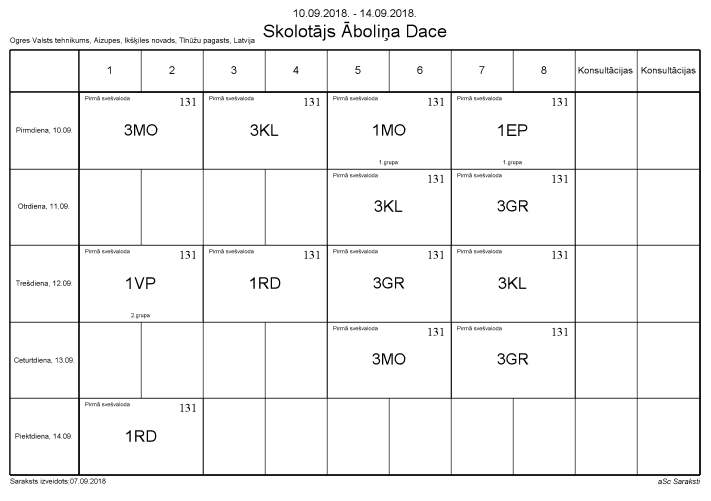 10.09.2018. - 14.09.2018.
Skolotājs Āboliņa Dace
Ogres Valsts tehnikums, Aizupes, Ikšķiles novads, Tīnūžu pagasts, Latvija
1 2 3 4 5 6 7 8 Konsultācijas Konsultācijas
Pirmdiena, 10.09.
Pirmā svešvaloda 131
3MO
Pirmā svešvaloda 131
3KL
Pirmā svešvaloda 131
1MO
1.grupa
Pirmā svešvaloda 131
1EP
1.grupa
Otrdiena, 11.09.
Pirmā svešvaloda 131
3KL
Pirmā svešvaloda 131
3GR
Trešdiena, 12.09.
Pirmā svešvaloda 131
1VP
2.grupa
Pirmā svešvaloda 131
1RD
Pirmā svešvaloda 131
3GR
Pirmā svešvaloda 131
3KL
Ceturtdiena, 13.09.
Pirmā svešvaloda 131
3MO
Pirmā svešvaloda 131
3GR
Piektdiena, 14.09.
Pirmā svešvaloda 131
1RD
Saraksts izveidots:07.09.2018
aSc Saraksti